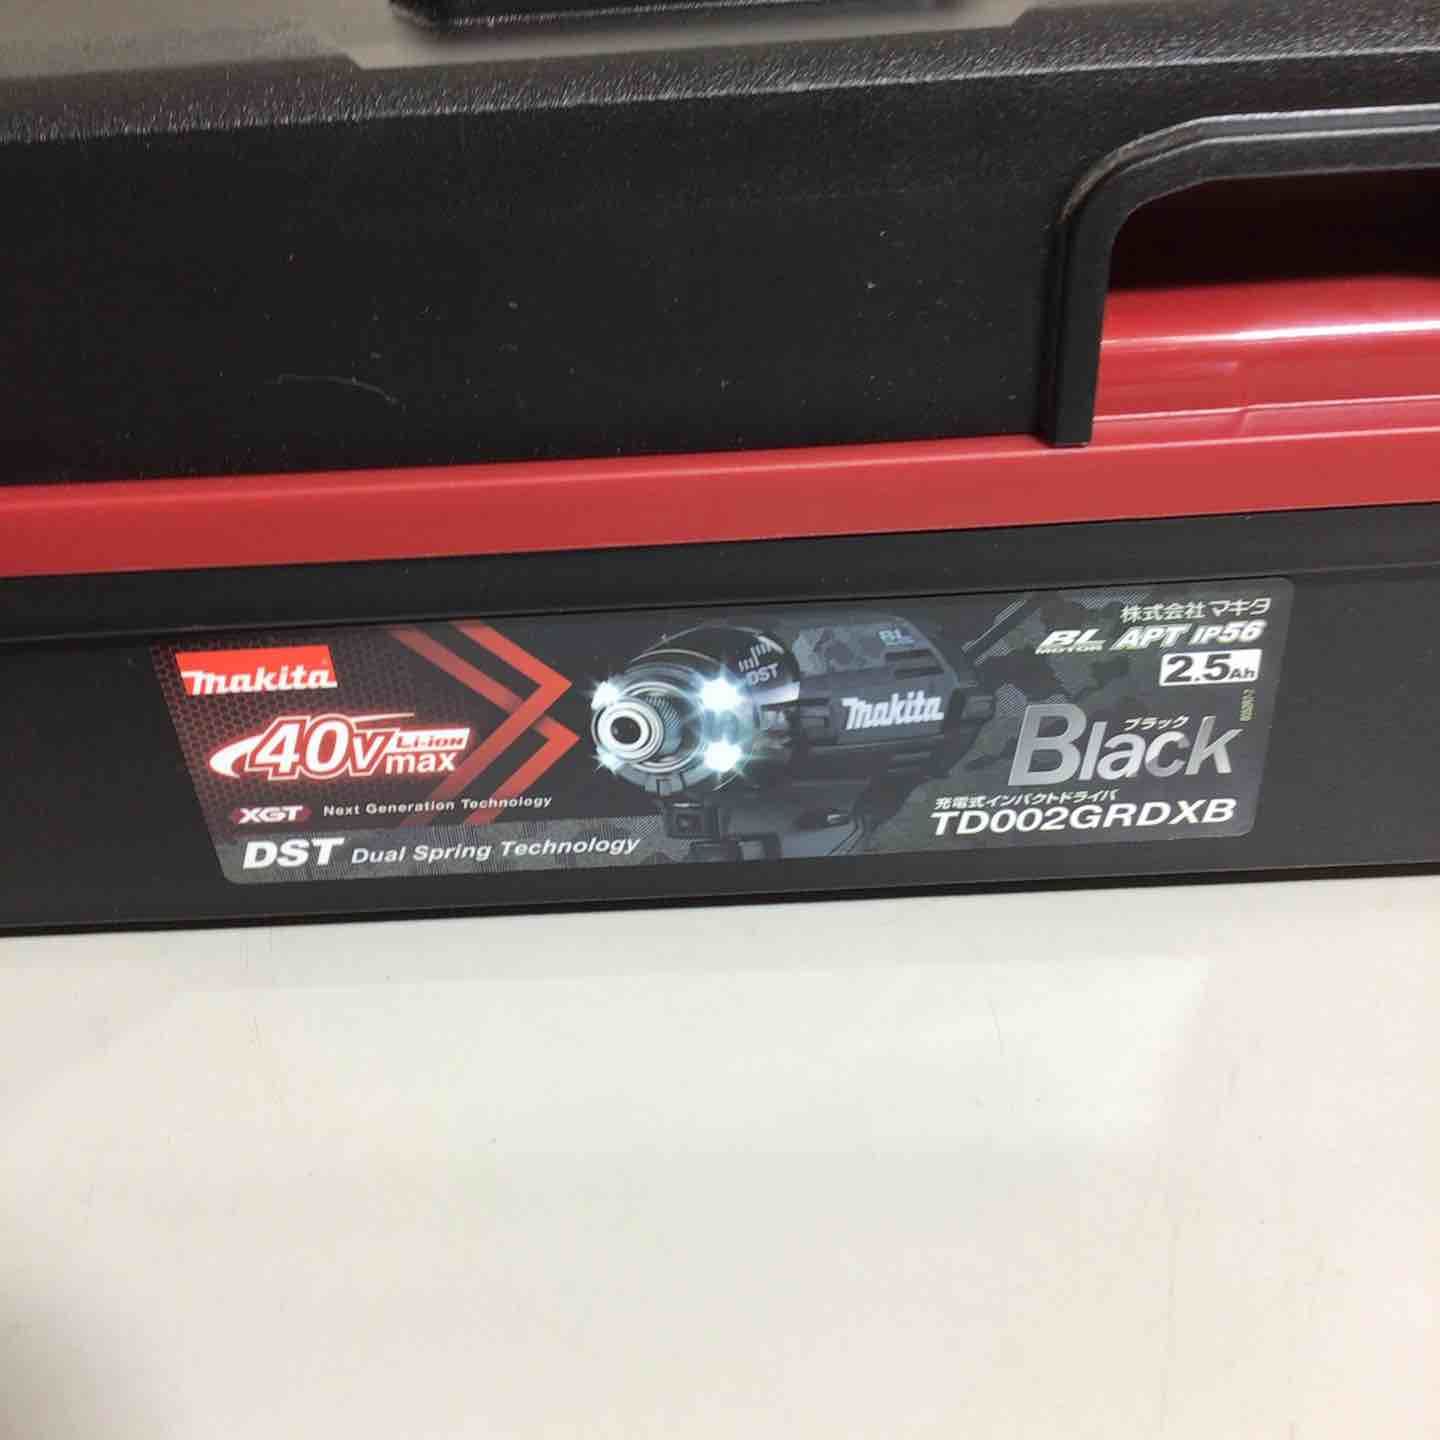 makita
40Vmax Li-ion
XGT Next Generation Technology
DST Dual Spring Technology
DST
BL
makita
株式会社マキタ
BL MOTOR APT IP56
2.5Ah
ブラック
Black
充電式インパクトドライバ
TD002GRDXB